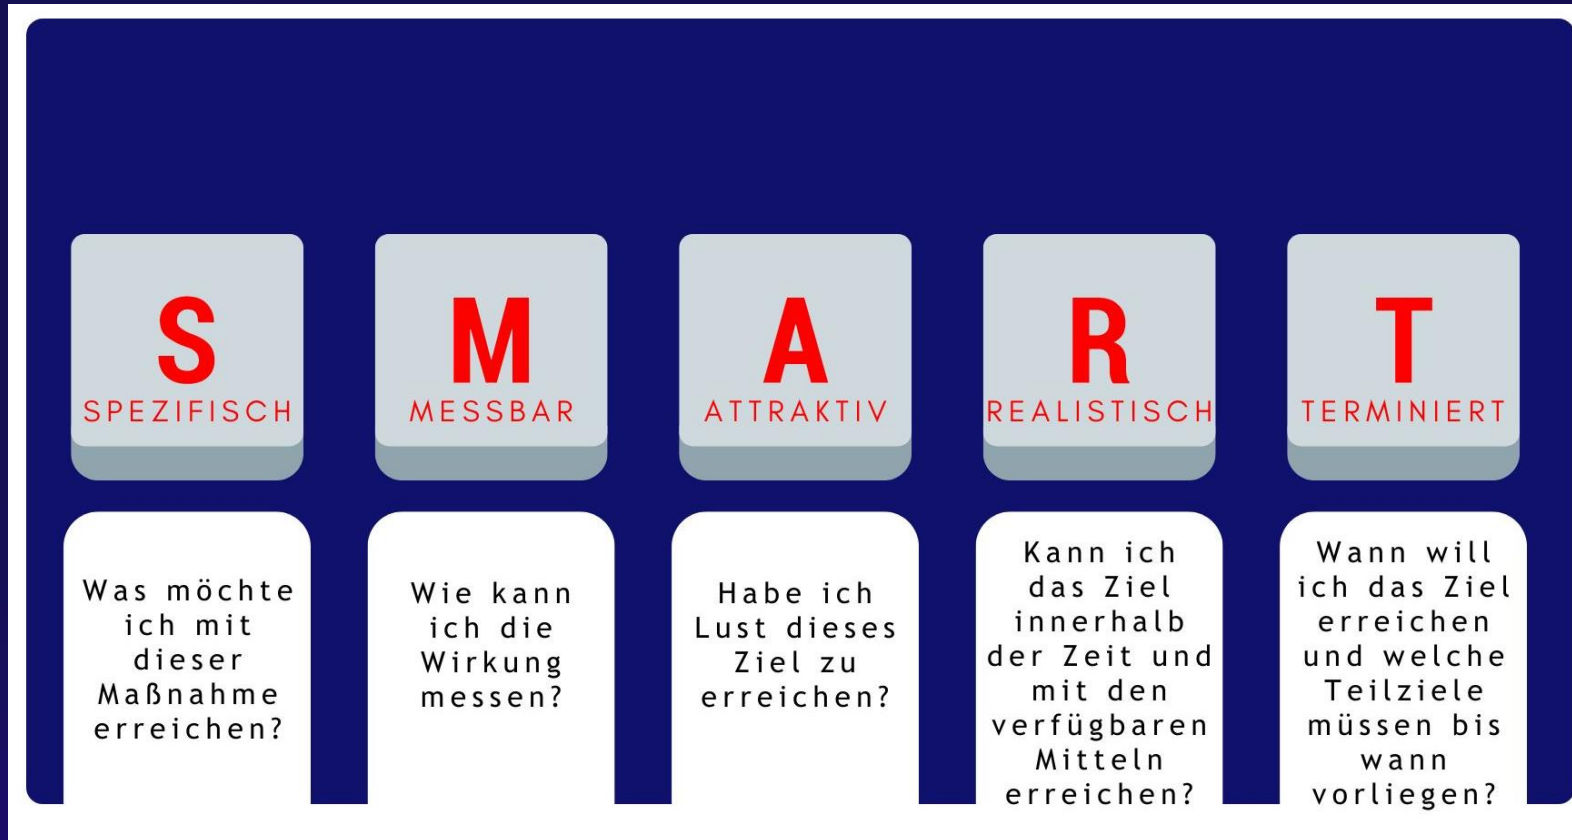 S
SPEZIFISCH
M
MESSBAR
A
ATTRAKTIV
R
REALISTISCH
T
TERMINIERT
Was möchte
ich mit
dieser
Maßnahme
erreichen?
Wie kann
ich die
Wirkung
messen?
Habe ich
Lust dieses
Ziel zu
erreichen?
Kann ich
das Ziel
innerhalb
der Zeit und
mit den
verfügbaren
Mitteln
erreichen?
Wann will
ich das Ziel
erreichen
und welche
Teilziele
müssen bis
wann
vorliegen?